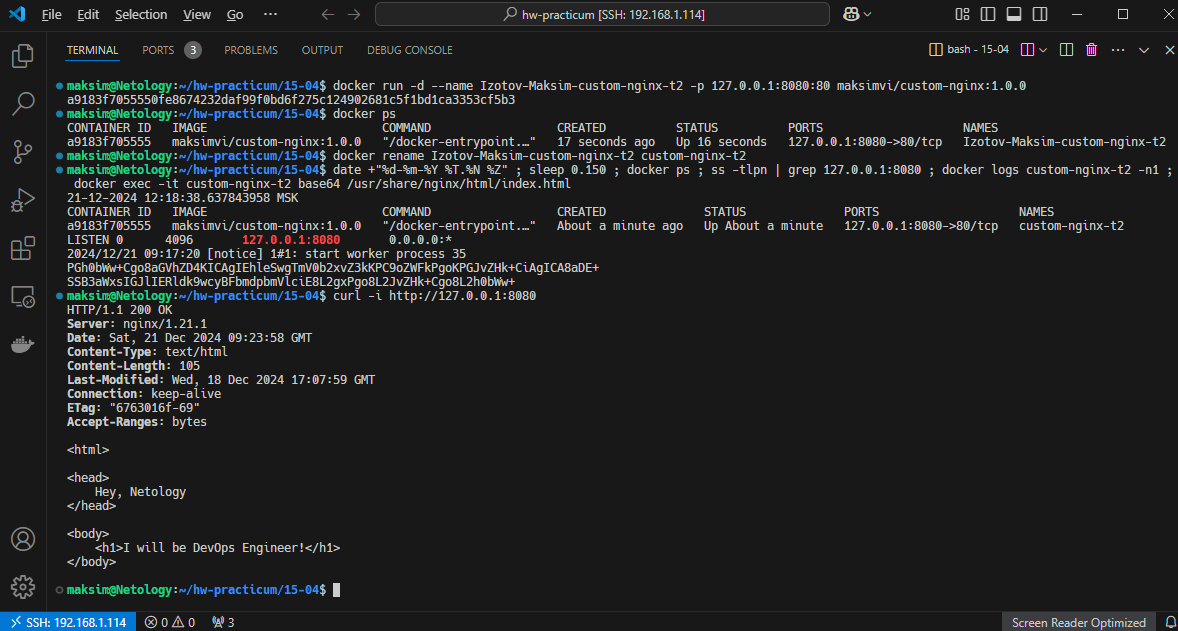 File Edit Selection View Go ··· hw-practicum [SSH: 192.168.1.114]
TERMINAL PORTS 3 PROBLEMS OUTPUT DEBUG CONSOLE bash - 15-04
maksim@Netology:~/hw-practicum/15-04$ docker run -d --name Izotov-Maksim-custom-nginx-t2 -p 127.0.0.1:8080:80 maksimvi/custom-nginx:1.0.0
a9183f7055550fe8674232daf99f0bd6f275c124902681c5f1bd1ca3353cf5b3
maksim@Netology:~/hw-practicum/15-04$ docker ps
CONTAINER ID IMAGE COMMAND CREATED STATUS PORTS NAMES
a9183f705555 maksimvi/custom-nginx:1.0.0 "/docker-entrypoint.…" 17 seconds ago Up 16 seconds 127.0.0.1:8080->80/tcp Izotov-Maksim-custom-nginx-t2
maksim@Netology:~/hw-practicum/15-04$ docker rename Izotov-Maksim-custom-nginx-t2 custom-nginx-t2
maksim@Netology:~/hw-practicum/15-04$ date +"%d-%m-%Y %T.%N %Z" ; sleep 0.150 ; docker ps ; ss -tlpn | grep 127.0.0.1:8080 ; docker logs custom-nginx-t2 -n1 ;
docker exec -it custom-nginx-t2 base64 /usr/share/nginx/html/index.html
21-12-2024 12:18:38.637843958 MSK
CONTAINER ID IMAGE COMMAND CREATED STATUS PORTS NAMES
a9183f705555 maksimvi/custom-nginx:1.0.0 "/docker-entrypoint.…" About a minute ago Up About a minute 127.0.0.1:8080->80/tcp custom-nginx-t2
LISTEN 0 4096 127.0.0.1:8080 0.0.0.0:*
2024/12/21 09:17:20 [notice] 1#1: start worker process 35
PGh0bWw+Cgo8aGVhZD4KICAgIEhleSwgTmV0b2xvZ3kKPC9oZWFkPgoKPGJvZHk+CiAgICA8aDE+
SSB3aWxsIGJlIERldk9wcyBFbmdpbmVlciE8L2gxPgo8L2JvZHk+Cgo8L2h0bWw+
maksim@Netology:~/hw-practicum/15-04$ curl -i http://127.0.0.1:8080
HTTP/1.1 200 OK
Server: nginx/1.21.1
Date: Sat, 21 Dec 2024 09:23:58 GMT
Content-Type: text/html
Content-Length: 105
Last-Modified: Wed, 18 Dec 2024 17:07:59 GMT
Connection: keep-alive
ETag: "6763016f-69"
Accept-Ranges: bytes
<html>
<head>
Hey, Netology
</head>
<body>
<h1>I will be DevOps Engineer!</h1>
</body>
maksim@Netology:~/hw-practicum/15-04$
SSH: 192.168.1.114 0 0 3 Screen Reader Optimized